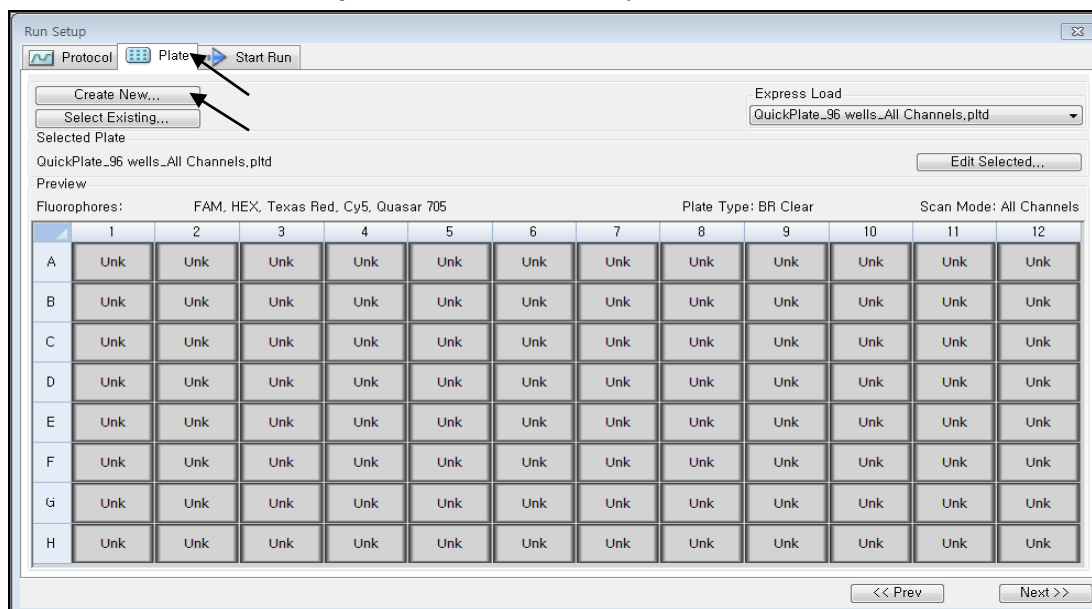 Run Setup
Protocol Plate Start Run
Create New... Express Load
Select Existing... QuickPlate_96 wells_All Channels.pltd
Selected Plate
QuickPlate_96 wells_All Channels.pltd Edit Selected...
Preview
Fluorophores: FAM, HEX, Texas Red, Cy5, Quasar 705 Plate Type: BR Clear Scan Mode: All Channels
1 2 3 4 5 6 7 8 9 10 11 12
A Unk Unk Unk Unk Unk Unk Unk Unk Unk Unk Unk Unk
B Unk Unk Unk Unk Unk Unk Unk Unk Unk Unk Unk Unk
C Unk Unk Unk Unk Unk Unk Unk Unk Unk Unk Unk Unk
D Unk Unk Unk Unk Unk Unk Unk Unk Unk Unk Unk Unk
E Unk Unk Unk Unk Unk Unk Unk Unk Unk Unk Unk Unk
F Unk Unk Unk Unk Unk Unk Unk Unk Unk Unk Unk Unk
G Unk Unk Unk Unk Unk Unk Unk Unk Unk Unk Unk Unk
H Unk Unk Unk Unk Unk Unk Unk Unk Unk Unk Unk Unk
<< Prev Next >>